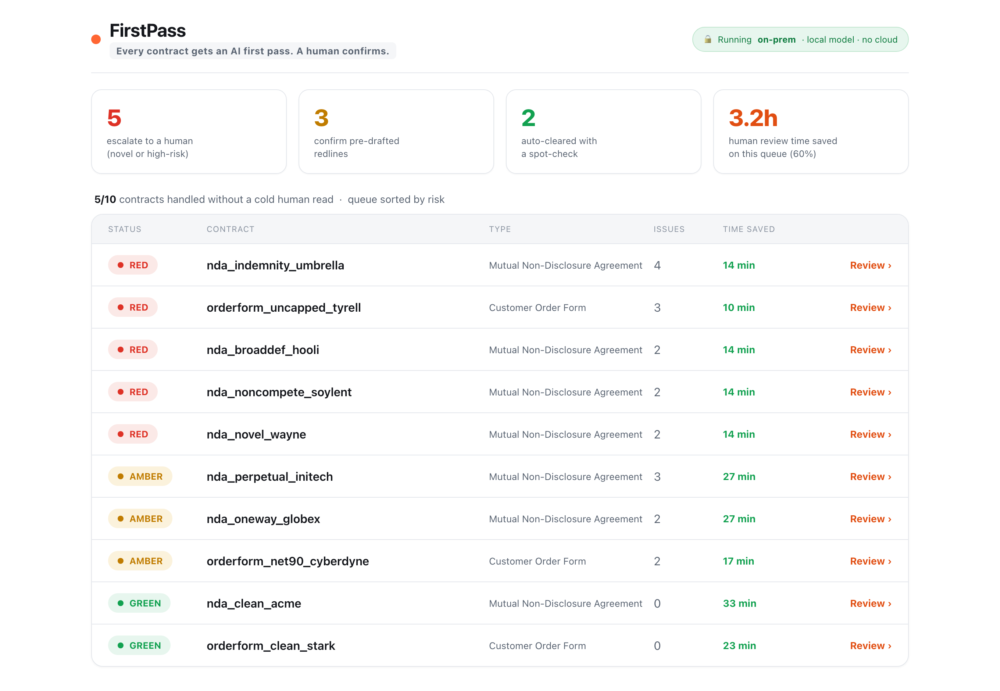 FirstPass
Every contract gets an AI first pass. A human confirms.
🔒 Running on-prem · local model · no cloud
5
escalate to a human
(novel or high-risk)
3
confirm pre-drafted
redlines
2
auto-cleared with
a spot-check
3.2h
human review time saved
on this queue (60%)
5/10 contracts handled without a cold human read · queue sorted by risk
STATUS CONTRACT TYPE ISSUES TIME SAVED
RED nda_indemnity_umbrella Mutual Non-Disclosure Agreement 4 14 min Review ›
RED orderform_uncapped_tyrell Customer Order Form 3 10 min Review ›
RED nda_broaddef_hooli Mutual Non-Disclosure Agreement 2 14 min Review ›
RED nda_noncompete_soylent Mutual Non-Disclosure Agreement 2 14 min Review ›
RED nda_novel_wayne Mutual Non-Disclosure Agreement 2 14 min Review ›
AMBER nda_perpetual_initech Mutual Non-Disclosure Agreement 3 27 min Review ›
AMBER nda_oneway_globex Mutual Non-Disclosure Agreement 2 27 min Review ›
AMBER orderform_net90_cyberdyne Customer Order Form 2 17 min Review ›
GREEN nda_clean_acme Mutual Non-Disclosure Agreement 0 33 min Review ›
GREEN orderform_clean_stark Customer Order Form 0 23 min Review ›